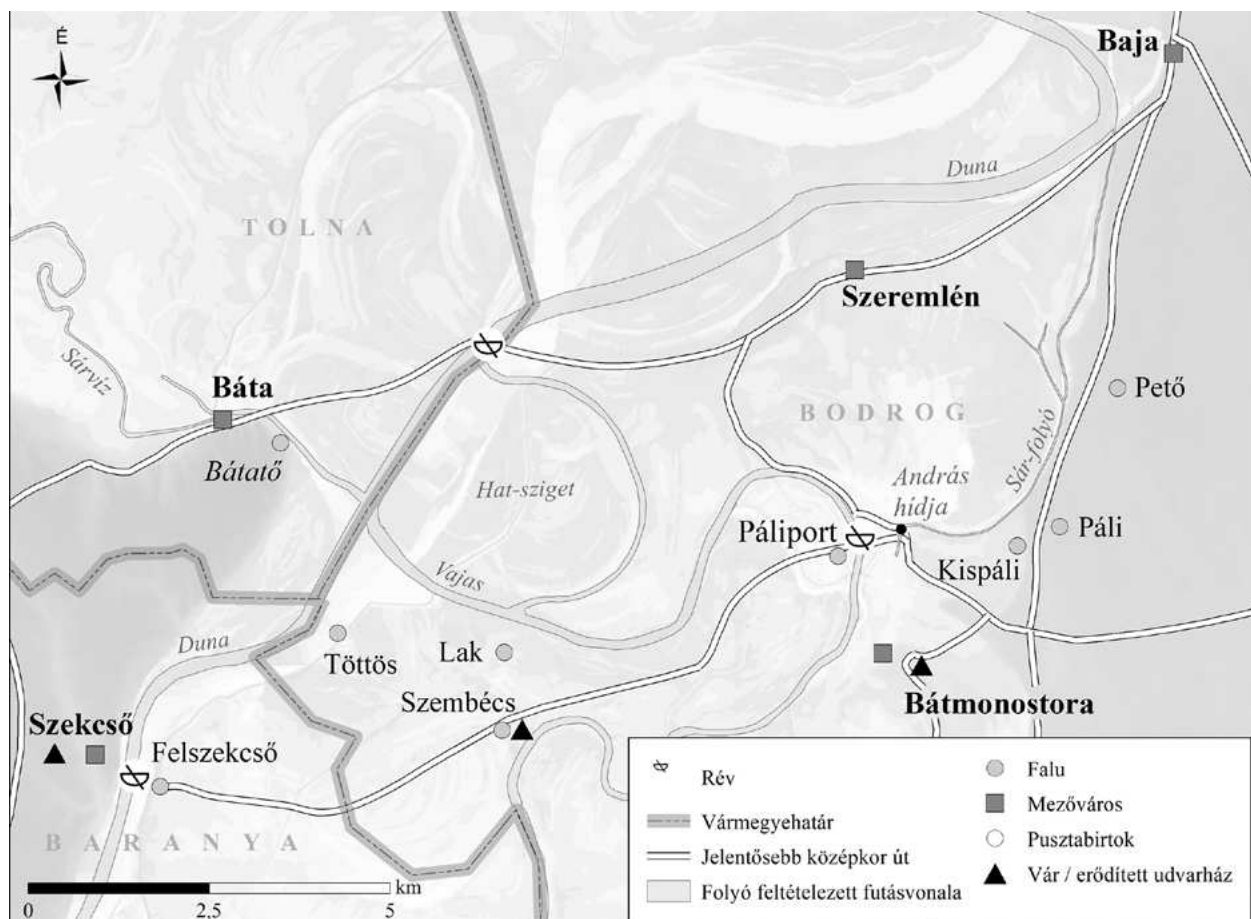 É
Baja
Duna
TOLNA
Szeremlén
Sárvíz
Báta
Pető
BODROG
Bátatő
Hat-sziget
Sár-folyó
András
hídja
Páliport
Páli
Kispáli
Vajas
Duna
Töttös
Lak
Szembécs
Bátmonostora
Szekcső
Felszekcső
BARANYA
km
0
2,5
5
Rév
Vármegyehatár
Jelentősebb középkor út
Folyó feltételezett futásvonala
Falu
Mezőváros
Pusztabirtok
Vár / erődített udvarház